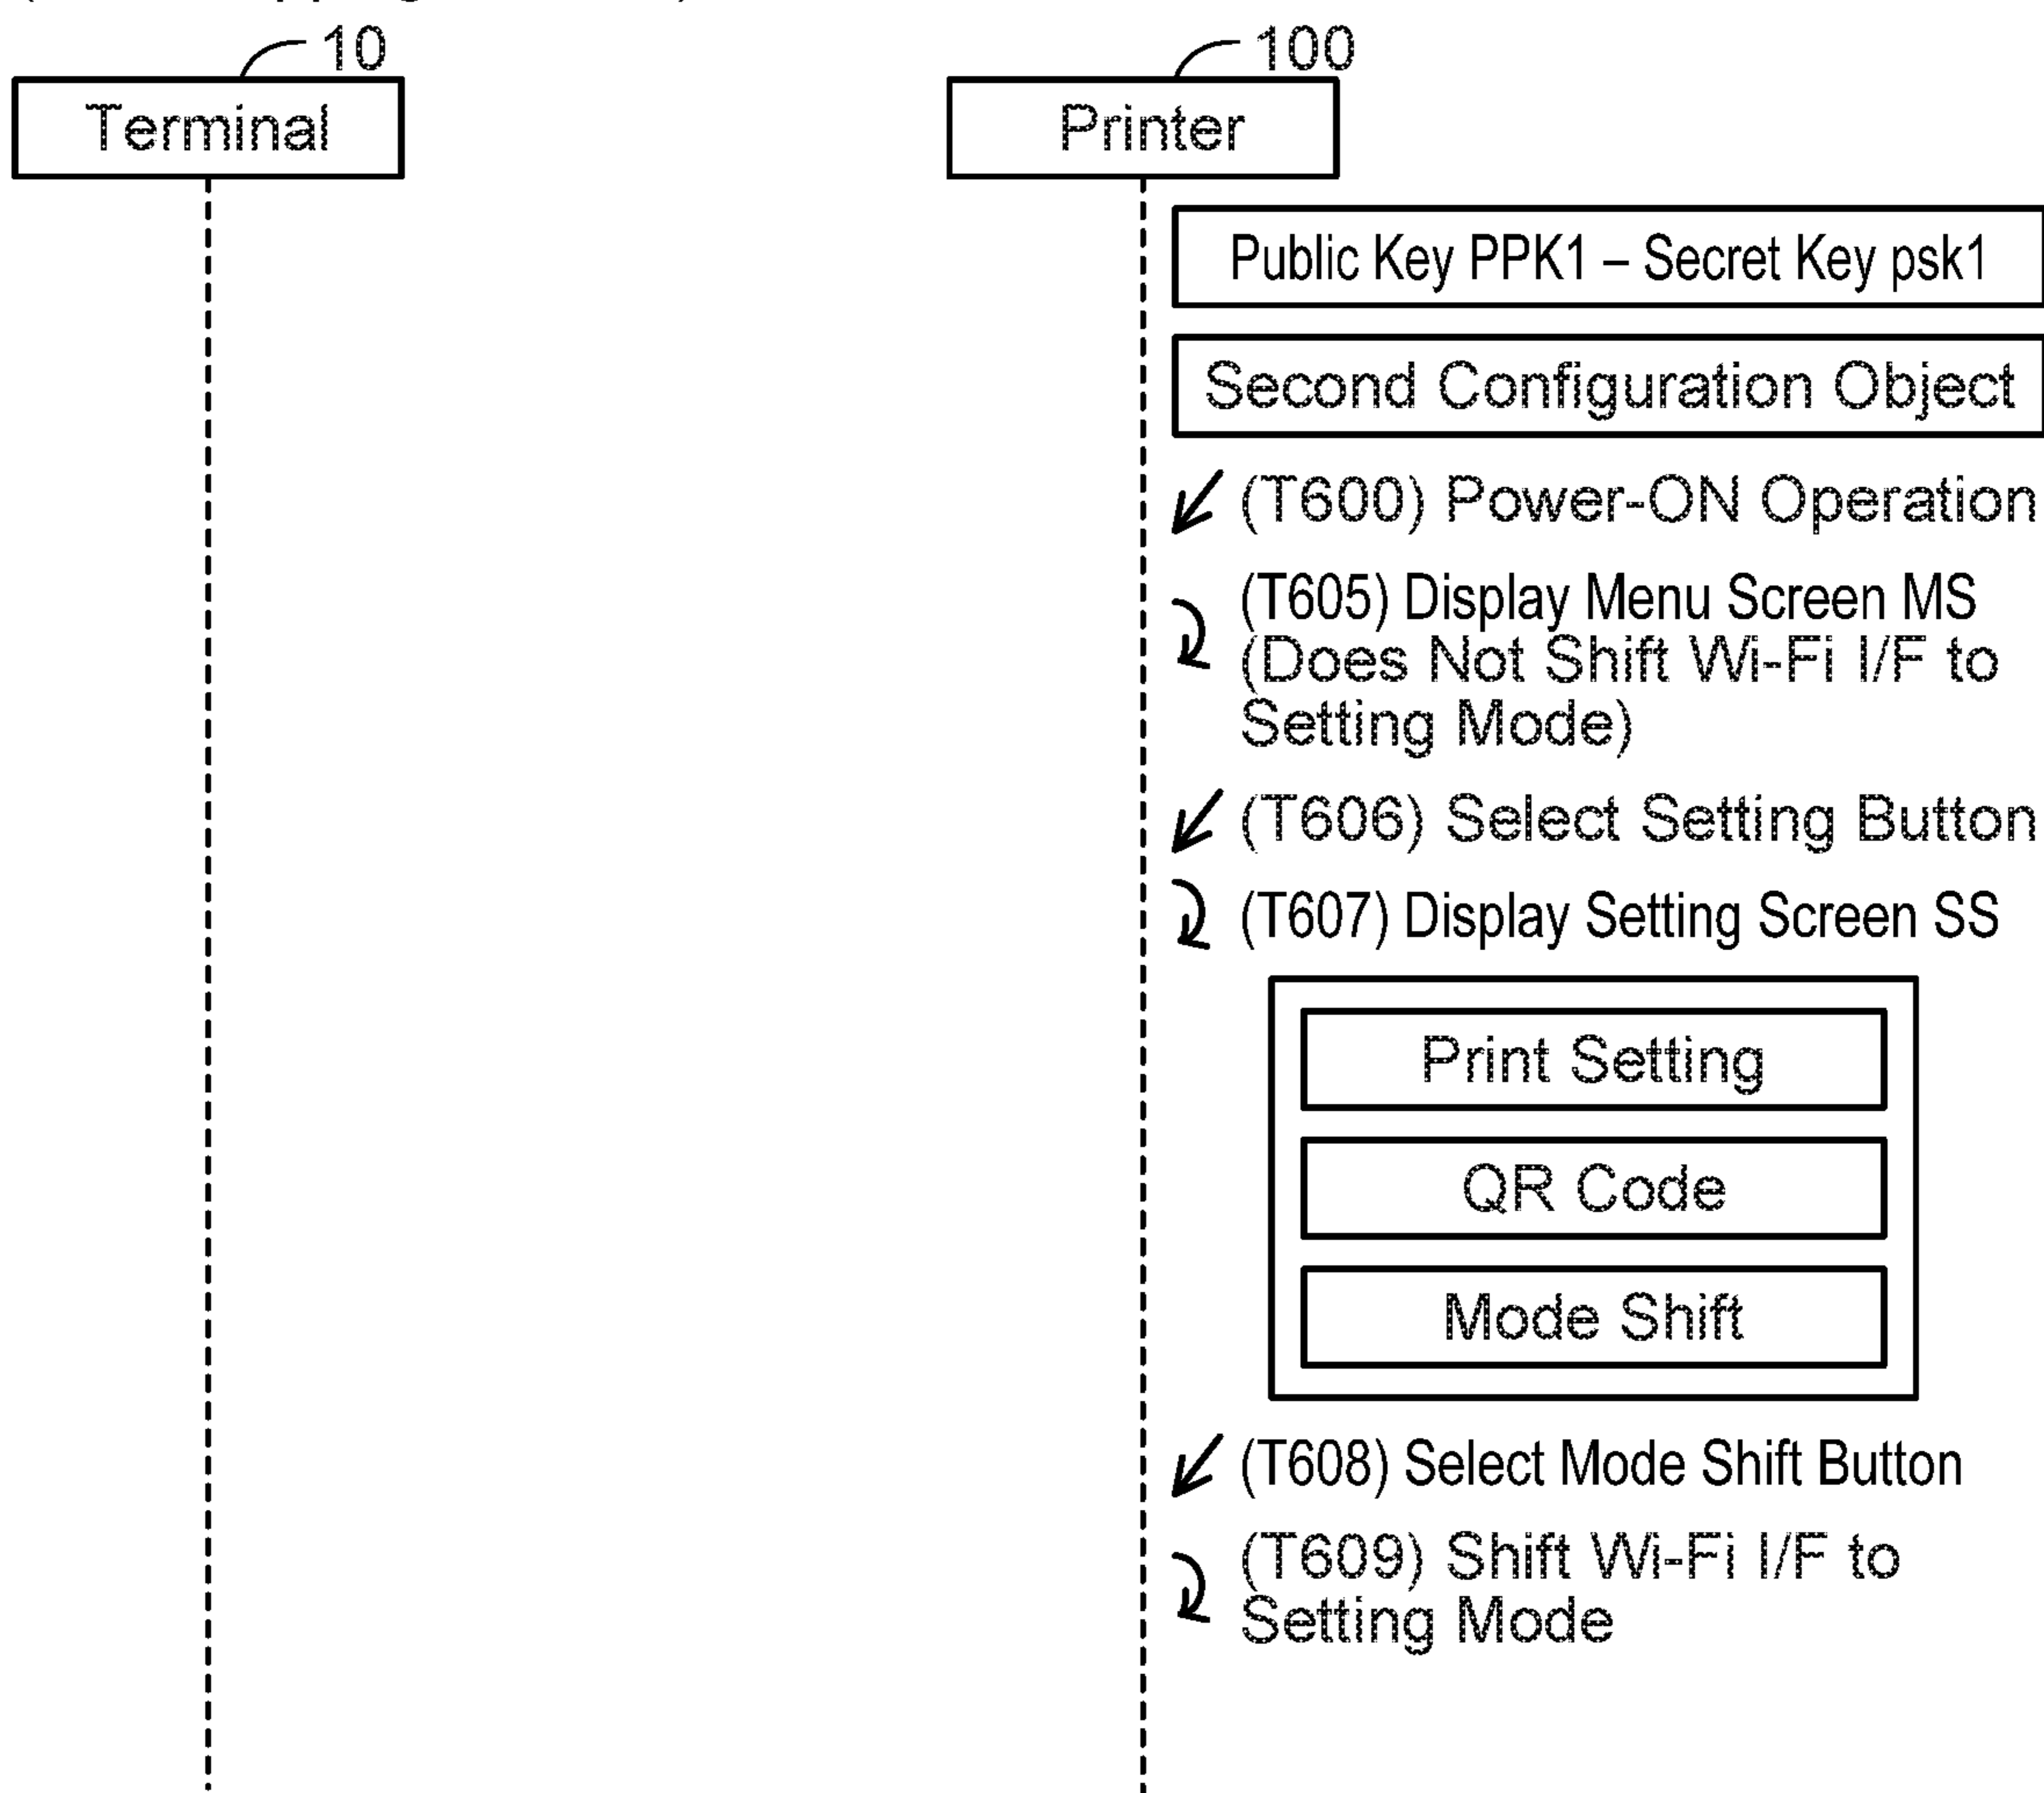 10
100
Terminal
Printer
Public Key PPK1 – Secret Key psk1
Second Configuration Object
(T600) Power-ON Operation
(T605) Display Menu Screen MS
(Does Not Shift Wi-Fi I/F to
Setting Mode)
(T606) Select Setting Button
(T607) Display Setting Screen SS
Print Setting
QR Code
Mode Shift
(T608) Select Mode Shift Button
(T609) Shift Wi-Fi I/F to
Setting Mode